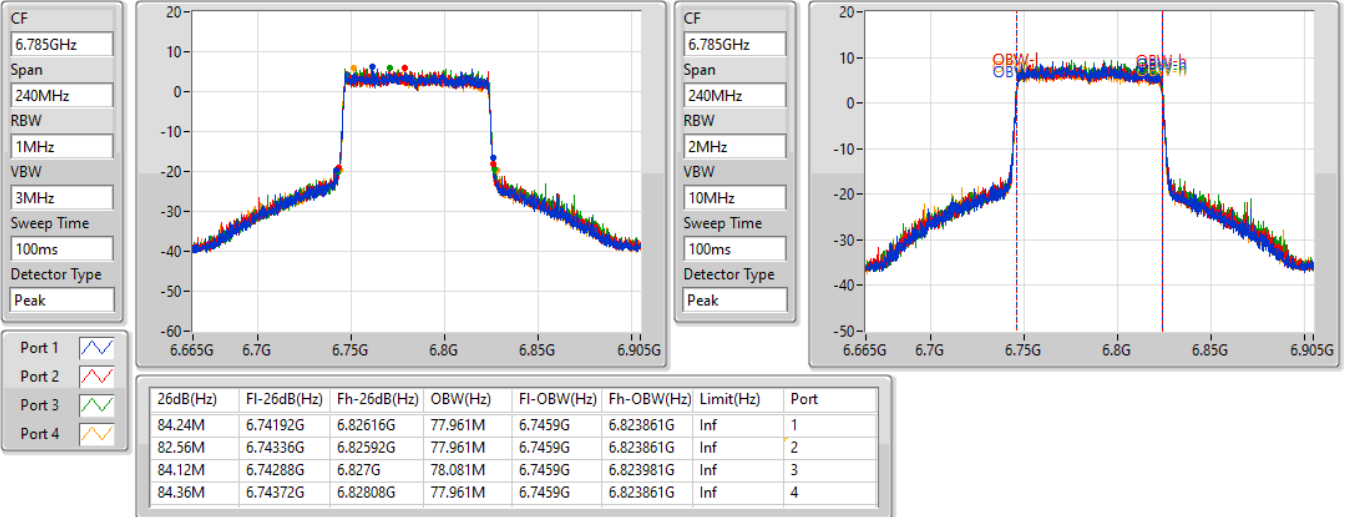 CF
6.785GHz
Span
240MHz
RBW
1MHz
VBW
3MHz
Sweep Time
100ms
Detector Type
Peak
20
10
0
-10
-20
-30
-40
-50
-60
6.665G 6.7G 6.75G 6.8G 6.85G 6.905G
CF
6.785GHz
Span
240MHz
RBW
2MHz
VBW
10MHz
Sweep Time
100ms
Detector Type
Peak
20
10
0
-10
-20
-30
-40
-50
OBW-l OBW-h
6.665G 6.7G 6.75G 6.8G 6.85G 6.905G
Port 1
Port 2
Port 3
Port 4
26dB(Hz) Fl-26dB(Hz) Fh-26dB(Hz) OBW(Hz) Fl-OBW(Hz) Fh-OBW(Hz) Limit(Hz) Port
84.24M 6.74192G 6.82616G 77.961M 6.7459G 6.823861G Inf 1
82.56M 6.74336G 6.82592G 77.961M 6.7459G 6.823861G Inf 2
84.12M 6.74288G 6.827G 78.081M 6.7459G 6.823981G Inf 3
84.36M 6.74372G 6.82808G 77.961M 6.7459G 6.823861G Inf 4